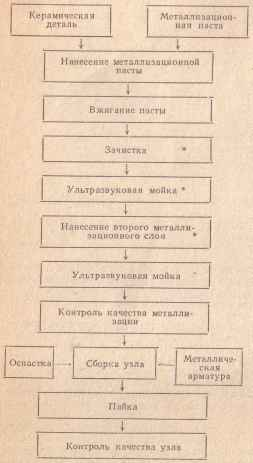 Керамическая
деталь
Металлизацион-
ная паста
Нанесение металлизационной
пасты
Вжигание пасты
Зачистка *
Ультразвуковая мойка *
Нанесение второго металли-
зационного слоя *
Ультразвуковая мойка
Контроль качества металли-
зации
Оснастка
Сборка узла
Металличе-
ская
арматура
Пайка
Контроль качества узла